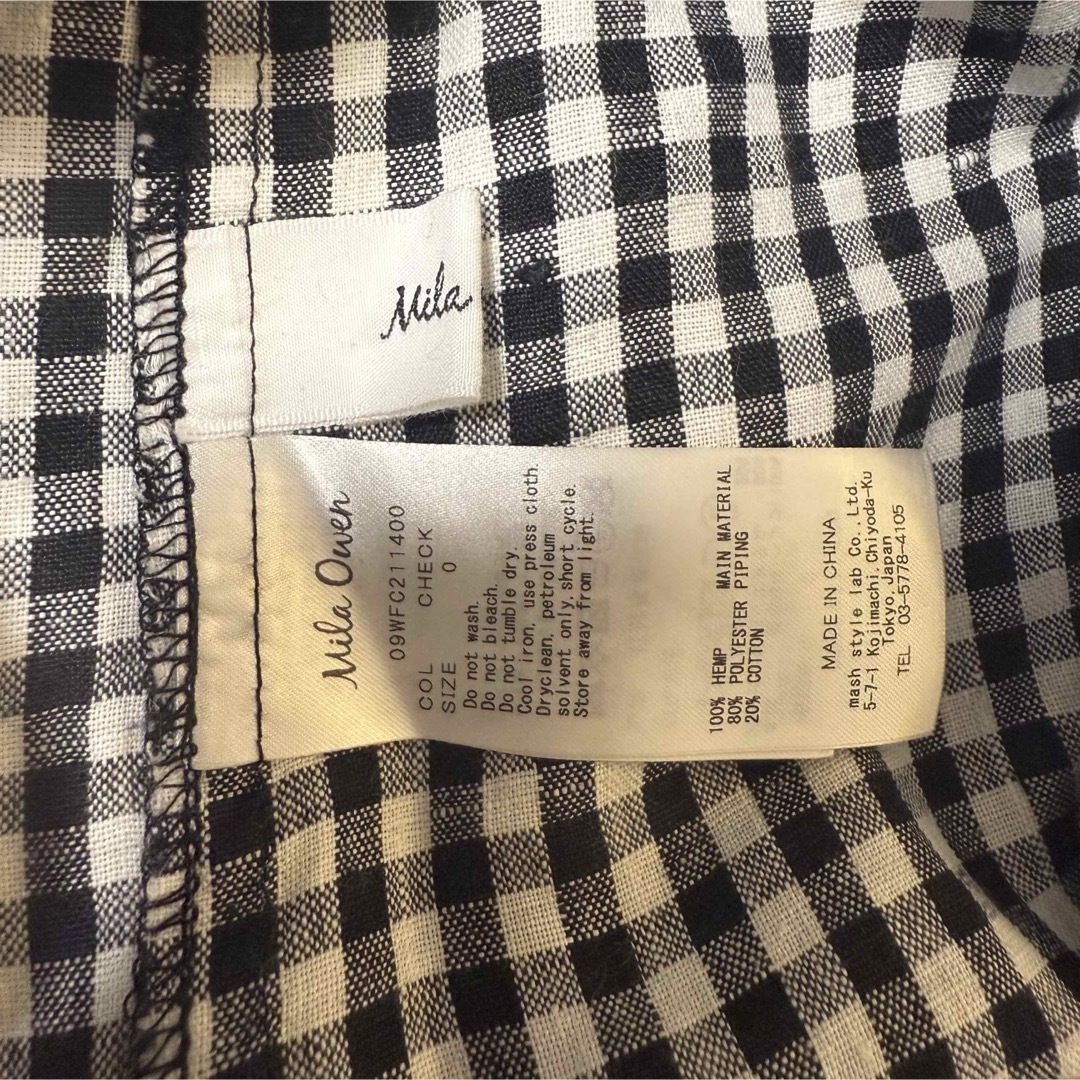 Mila
Mila Owen
09WFC211400
COL CHECK
SIZE 0
Do not wash.
Do not bleach.
Do not tumble dry.
Cool iron, use press cloth.
Dryclean, petroleum
solvent only, short cycle.
Store away from light.
100% HEMP MAIN MATERIAL
80% POLYESTER PIPING
20% COTTON
MADE IN CHINA
mash style lab Co., Ltd.
5-7-1 Kojimachi, Chiyoda-Ku
Tokyo, Japan
TEL 03-5778-4105